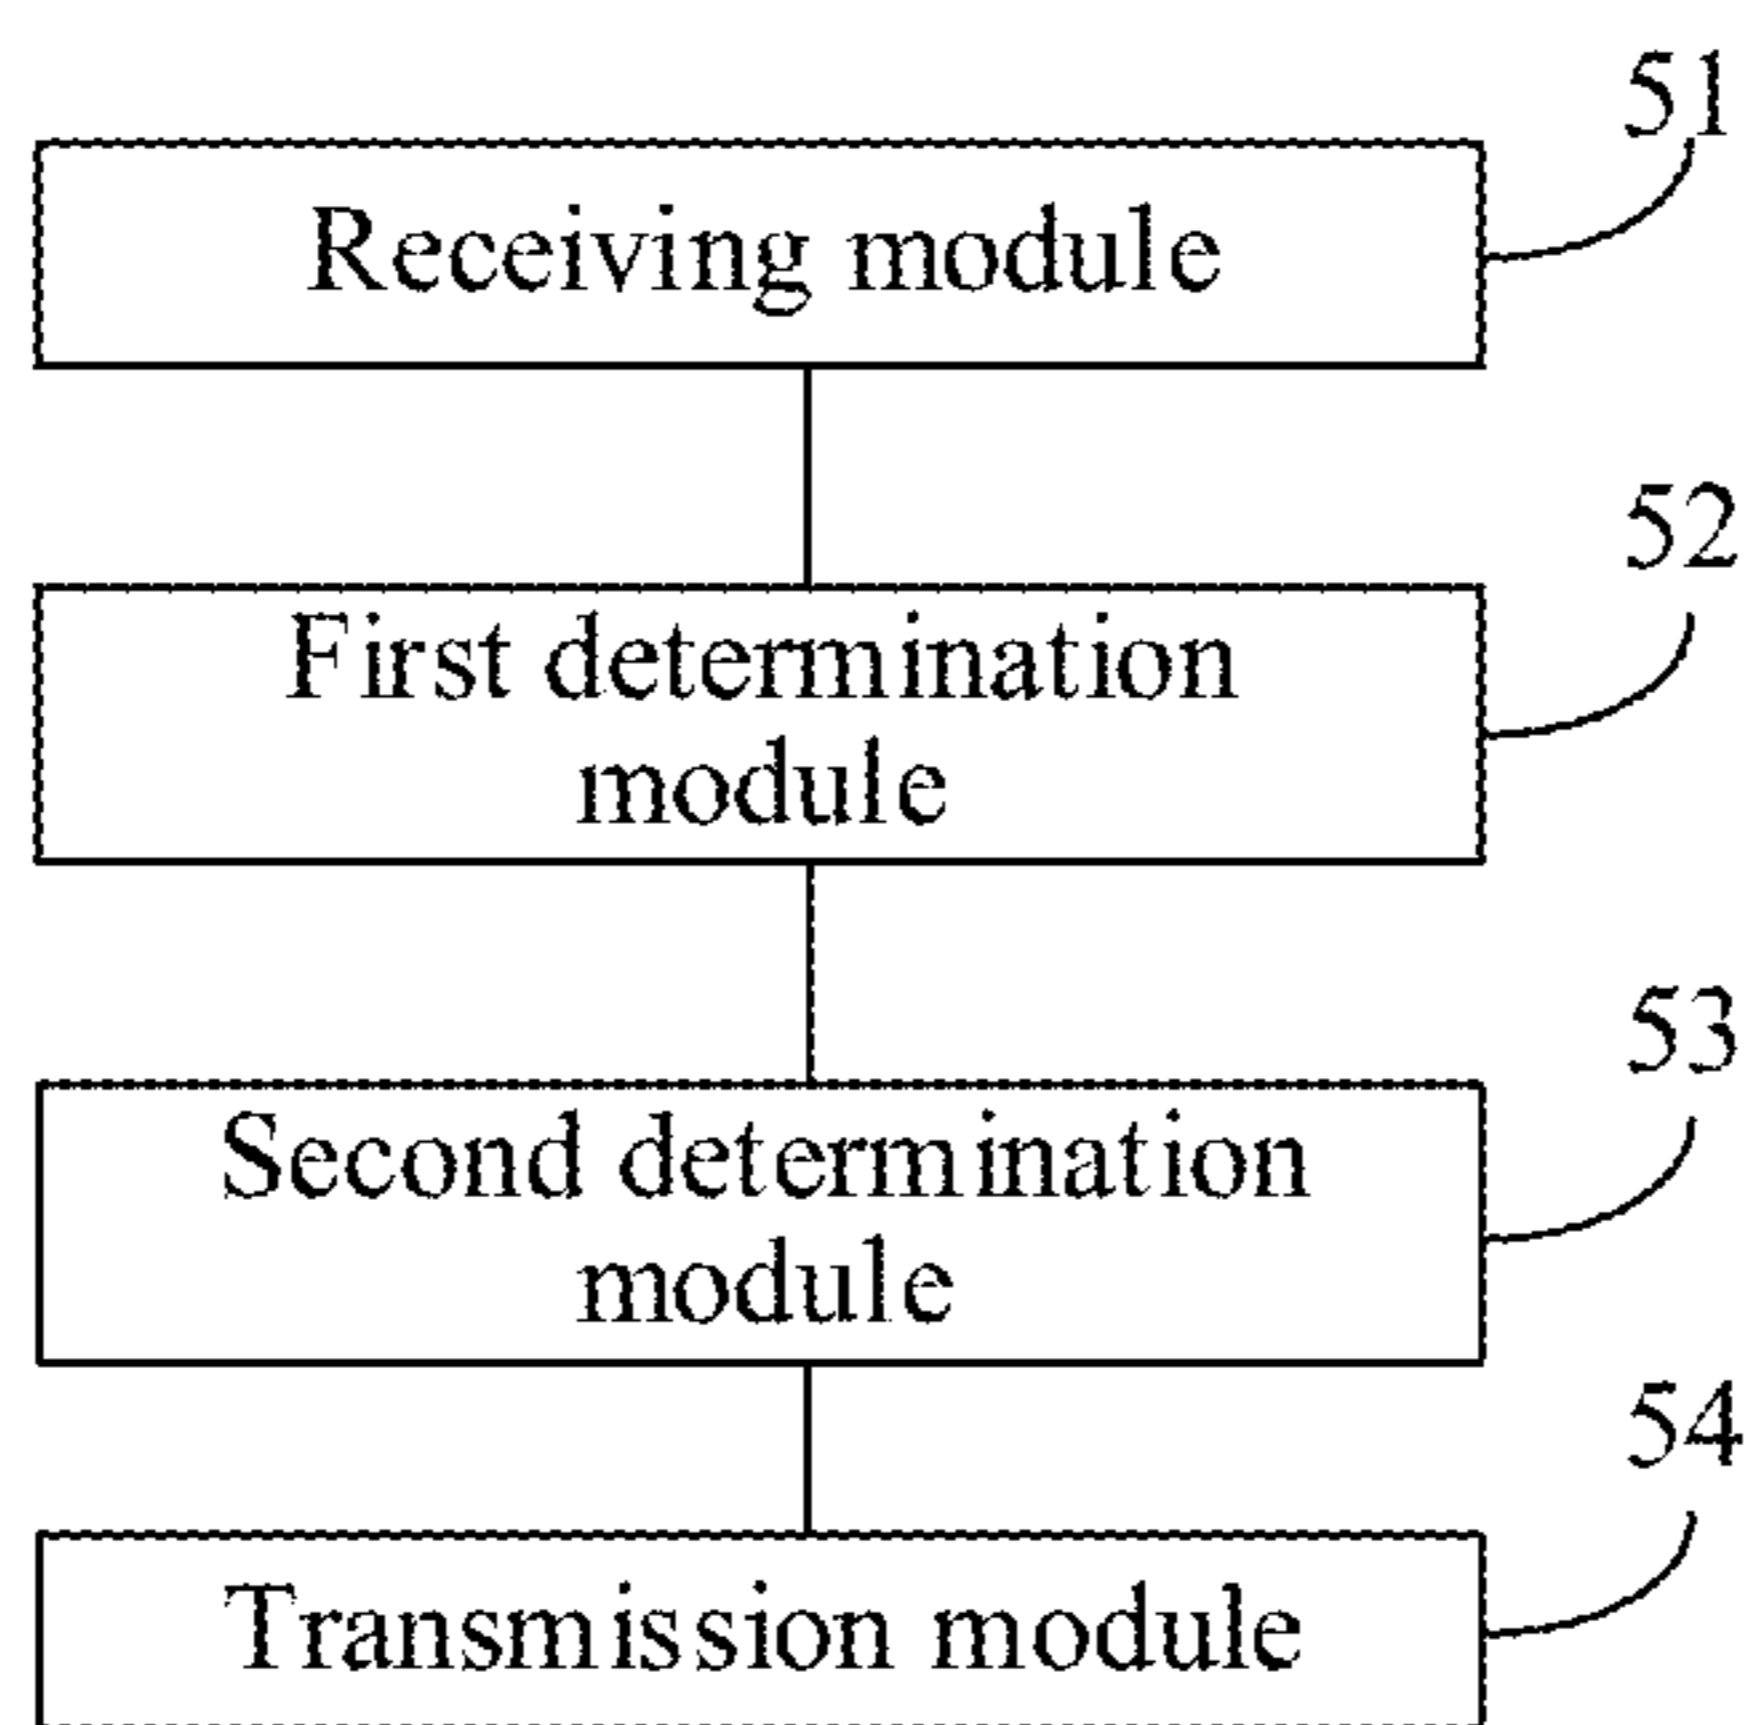 51
Receiving module
52
First determination
module
53
Second determination
module
54
Transmission module